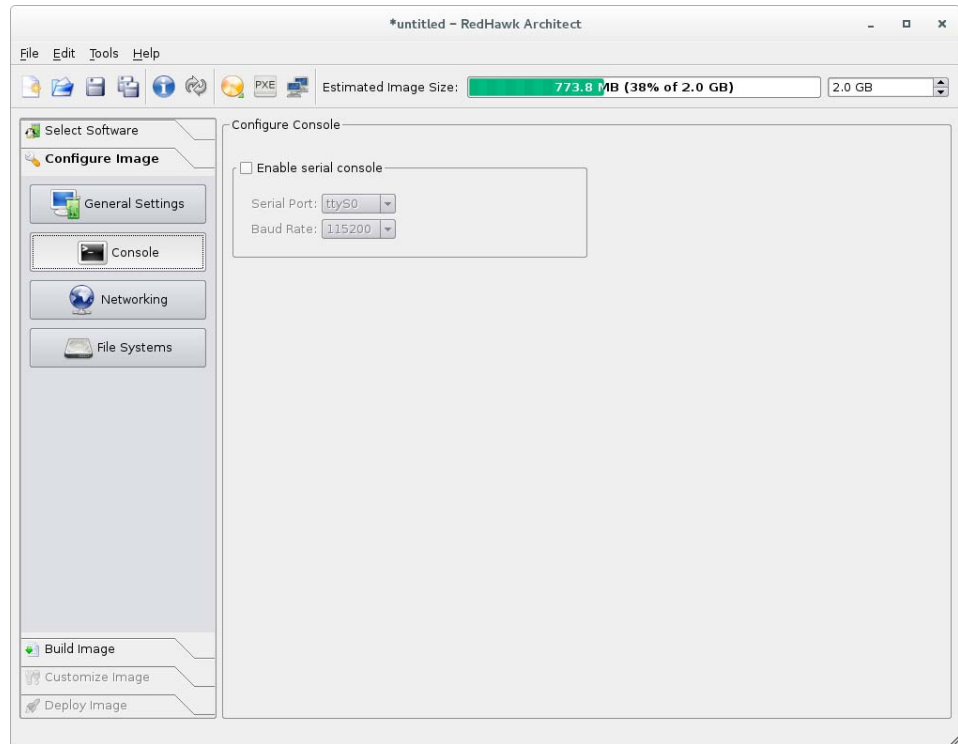 *untitled – RedHawk Architect
File Edit Tools Help
PXE
Estimated Image Size:
773.8 MB (38% of 2.0 GB)
2.0 GB
Select Software
Configure Image
General Settings
Console
Networking
File Systems
Build Image
Customize Image
Deploy Image
Configure Console
Enable serial console
Serial Port: ttyS0
Baud Rate: 115200